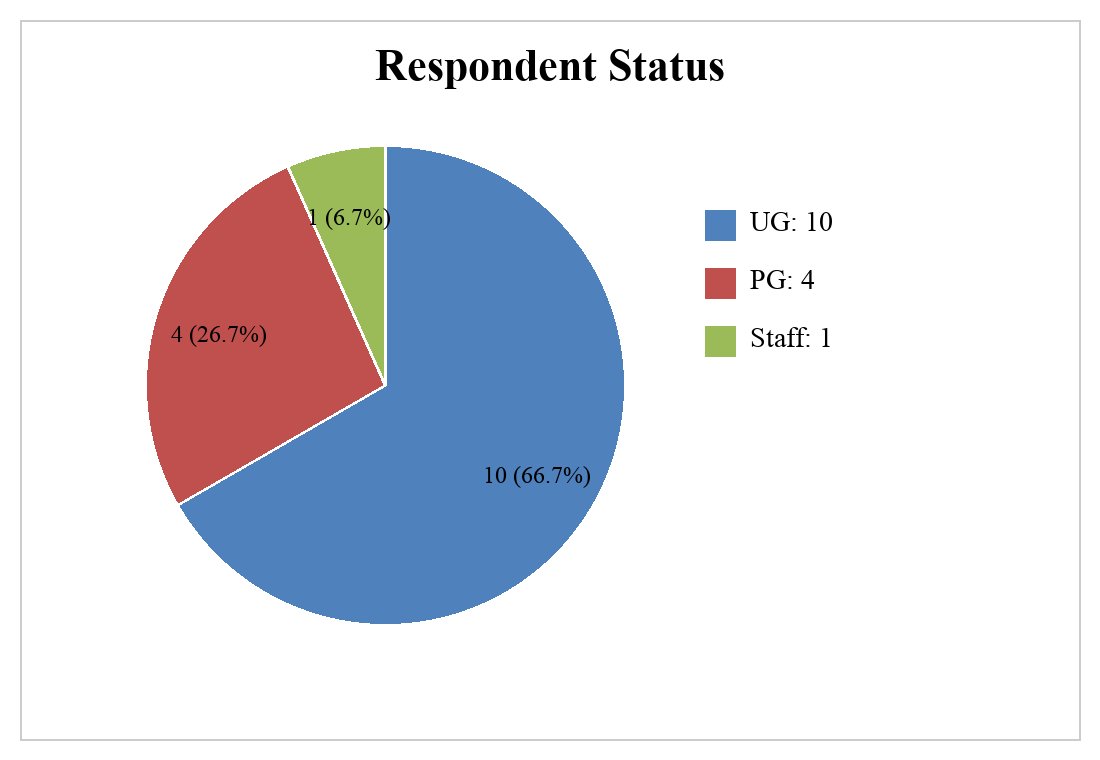 Respondent Status
1 (6.7%)
4 (26.7%)
10 (66.7%)
UG: 10
PG: 4
Staff: 1